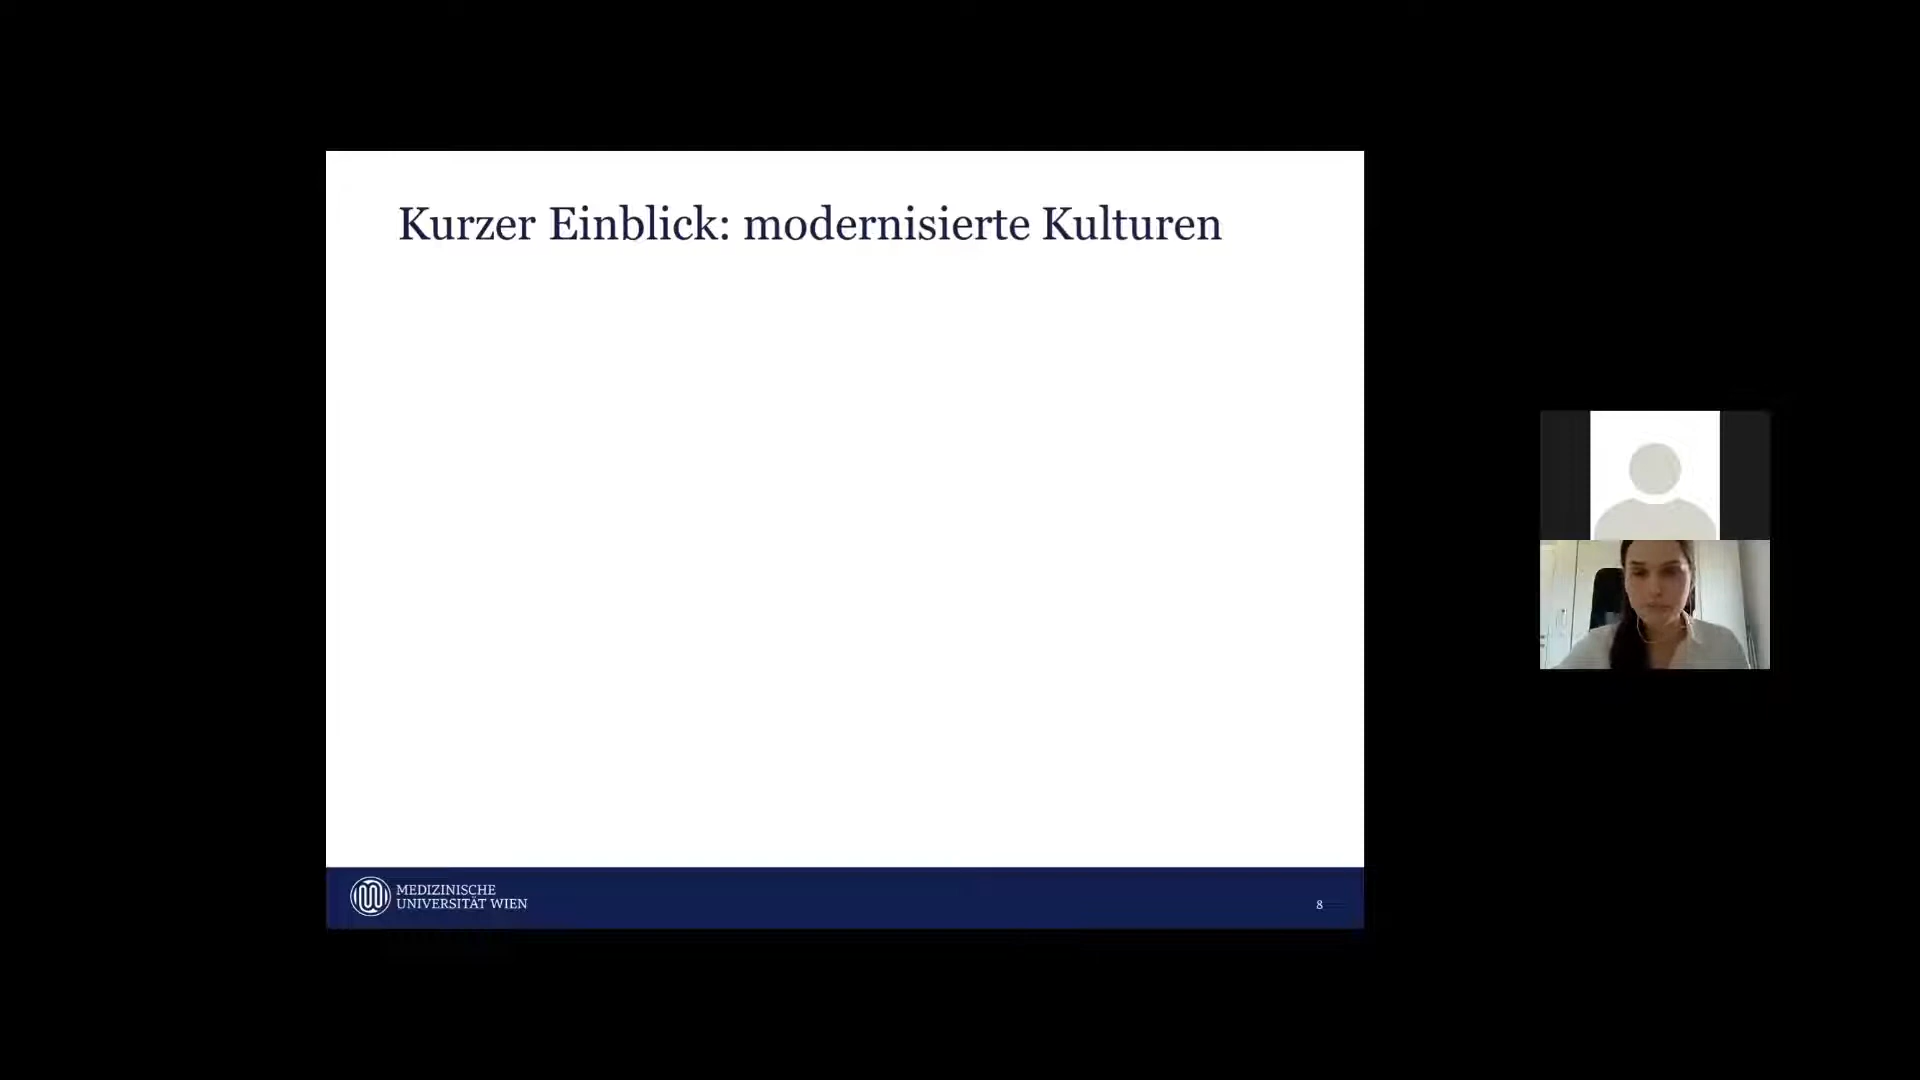 Kurzer Einblick: modernisierte Kulturen
MEDIZINISCHE
UNIVERSITÄT WIEN
8